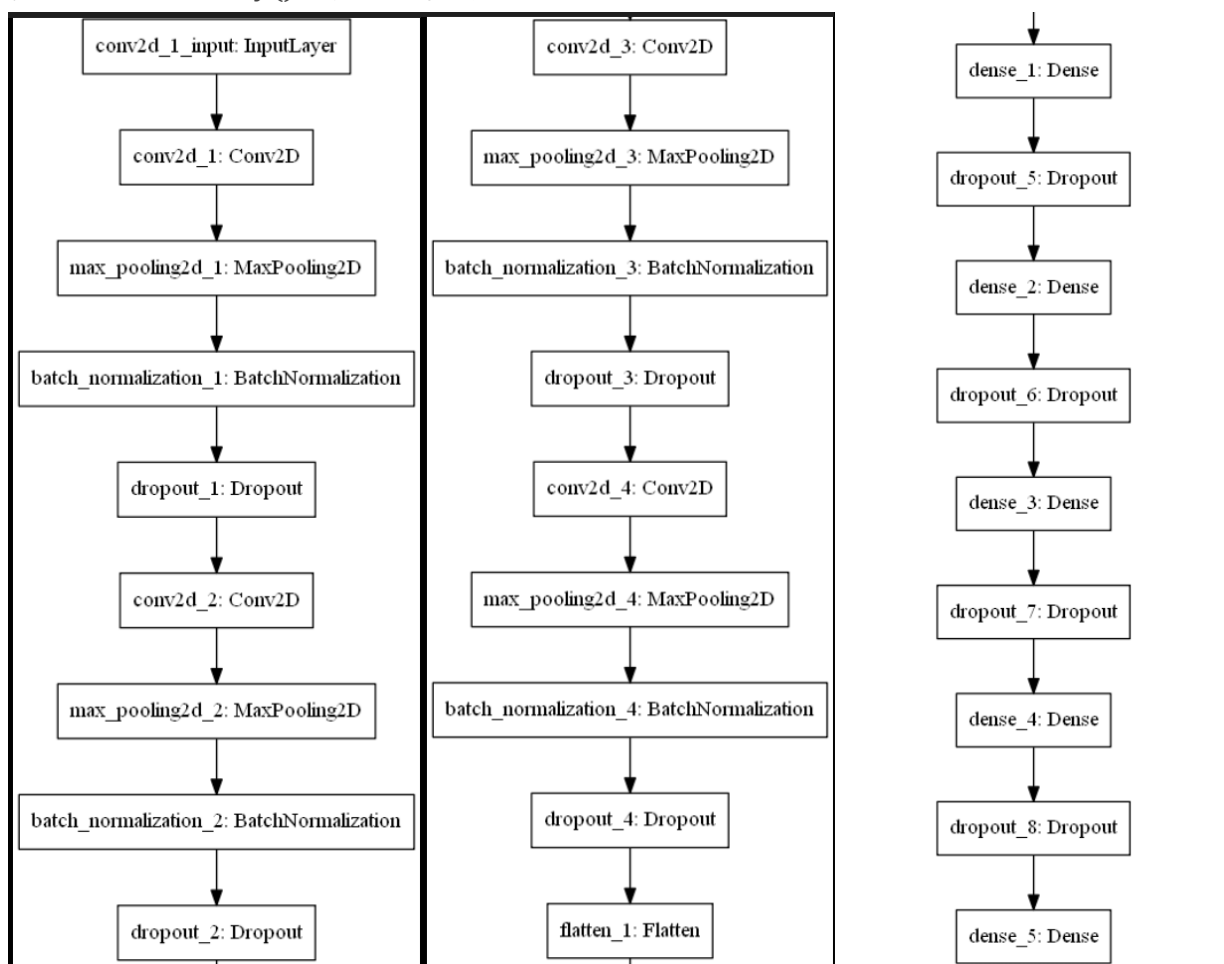 conv2d_1_input: InputLayer
conv2d_1: Conv2D
max_pooling2d_1: MaxPooling2D
batch_normalization_1: BatchNormalization
dropout_1: Dropout
conv2d_2: Conv2D
max_pooling2d_2: MaxPooling2D
batch_normalization_2: BatchNormalization
dropout_2: Dropout
conv2d_3: Conv2D
max_pooling2d_3: MaxPooling2D
batch_normalization_3: BatchNormalization
dropout_3: Dropout
conv2d_4: Conv2D
max_pooling2d_4: MaxPooling2D
batch_normalization_4: BatchNormalization
dropout_4: Dropout
flatten_1: Flatten
dense_1: Dense
dropout_5: Dropout
dense_2: Dense
dropout_6: Dropout
dense_3: Dense
dropout_7: Dropout
dense_4: Dense
dropout_8: Dropout
dense_5: Dense